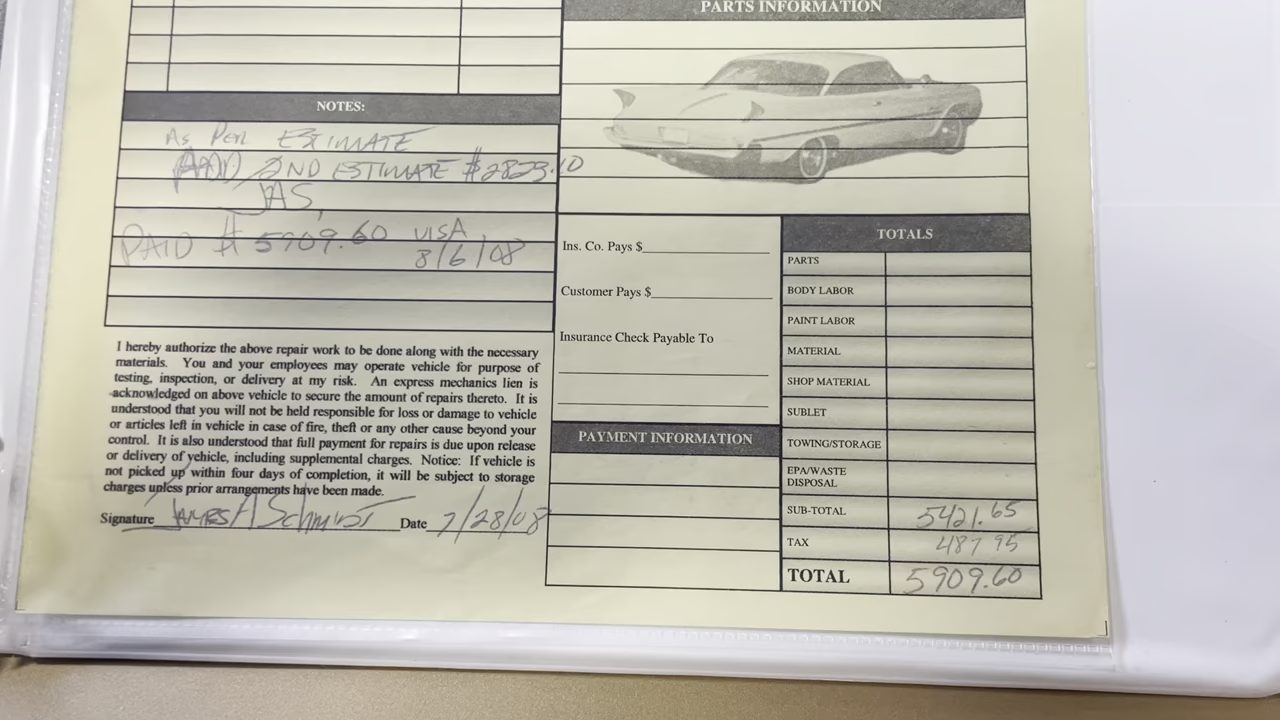 PARTS INFORMATION
NOTES:
AS PER ESTIMATE
ADD 2ND ESTIMATE $2823.10
JAS
PAID $5909.60 VISA
8/6/08
I hereby authorize the above repair work to be done along with the necessary
materials. You and your employees may operate vehicle for purpose of
testing, inspection, or delivery at my risk. An express mechanics lien is
acknowledged on above vehicle to secure the amount of repairs thereto. It is
understood that you will not be held responsible for loss or damage to vehicle
or articles left in vehicle in case of fire, theft or any other cause beyond your
control. It is also understood that full payment for repairs is due upon release
or delivery of vehicle, including supplemental charges. Notice: If vehicle is
not picked up within four days of completion, it will be subject to storage
charges unless prior arrangements have been made.
Signature James A Schmidt Date 7/28/08
Ins. Co. Pays $
Customer Pays $
Insurance Check Payable To
PAYMENT INFORMATION
TOTALS
PARTS
BODY LABOR
PAINT LABOR
MATERIAL
SHOP MATERIAL
SUBLET
TOWING/STORAGE
EPA/WASTE
DISPOSAL
SUB-TOTAL 5421.65
TAX 487 95
TOTAL 5909.60